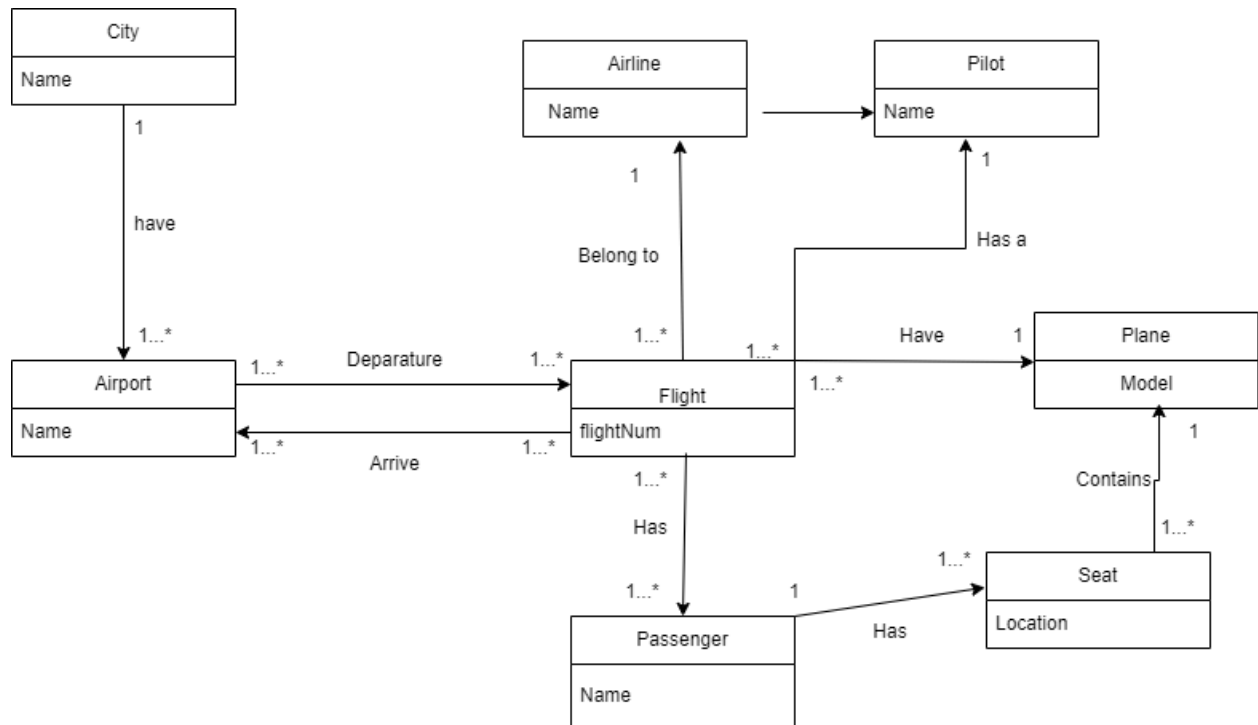 City
Name
1
have
1...*
Airport
Name
Airline
Name
Pilot
Name
1
Belong to
1...*
1
Has a
1...*
Deparature
1...*
Flight
flightNum
1...*
Arrive
1...*
1...*
Have
1
1...*
Plane
Model
1
Contains
1...*
1...*
Has
1...*
Passenger
Name
1
Has
1...*
Seat
Location